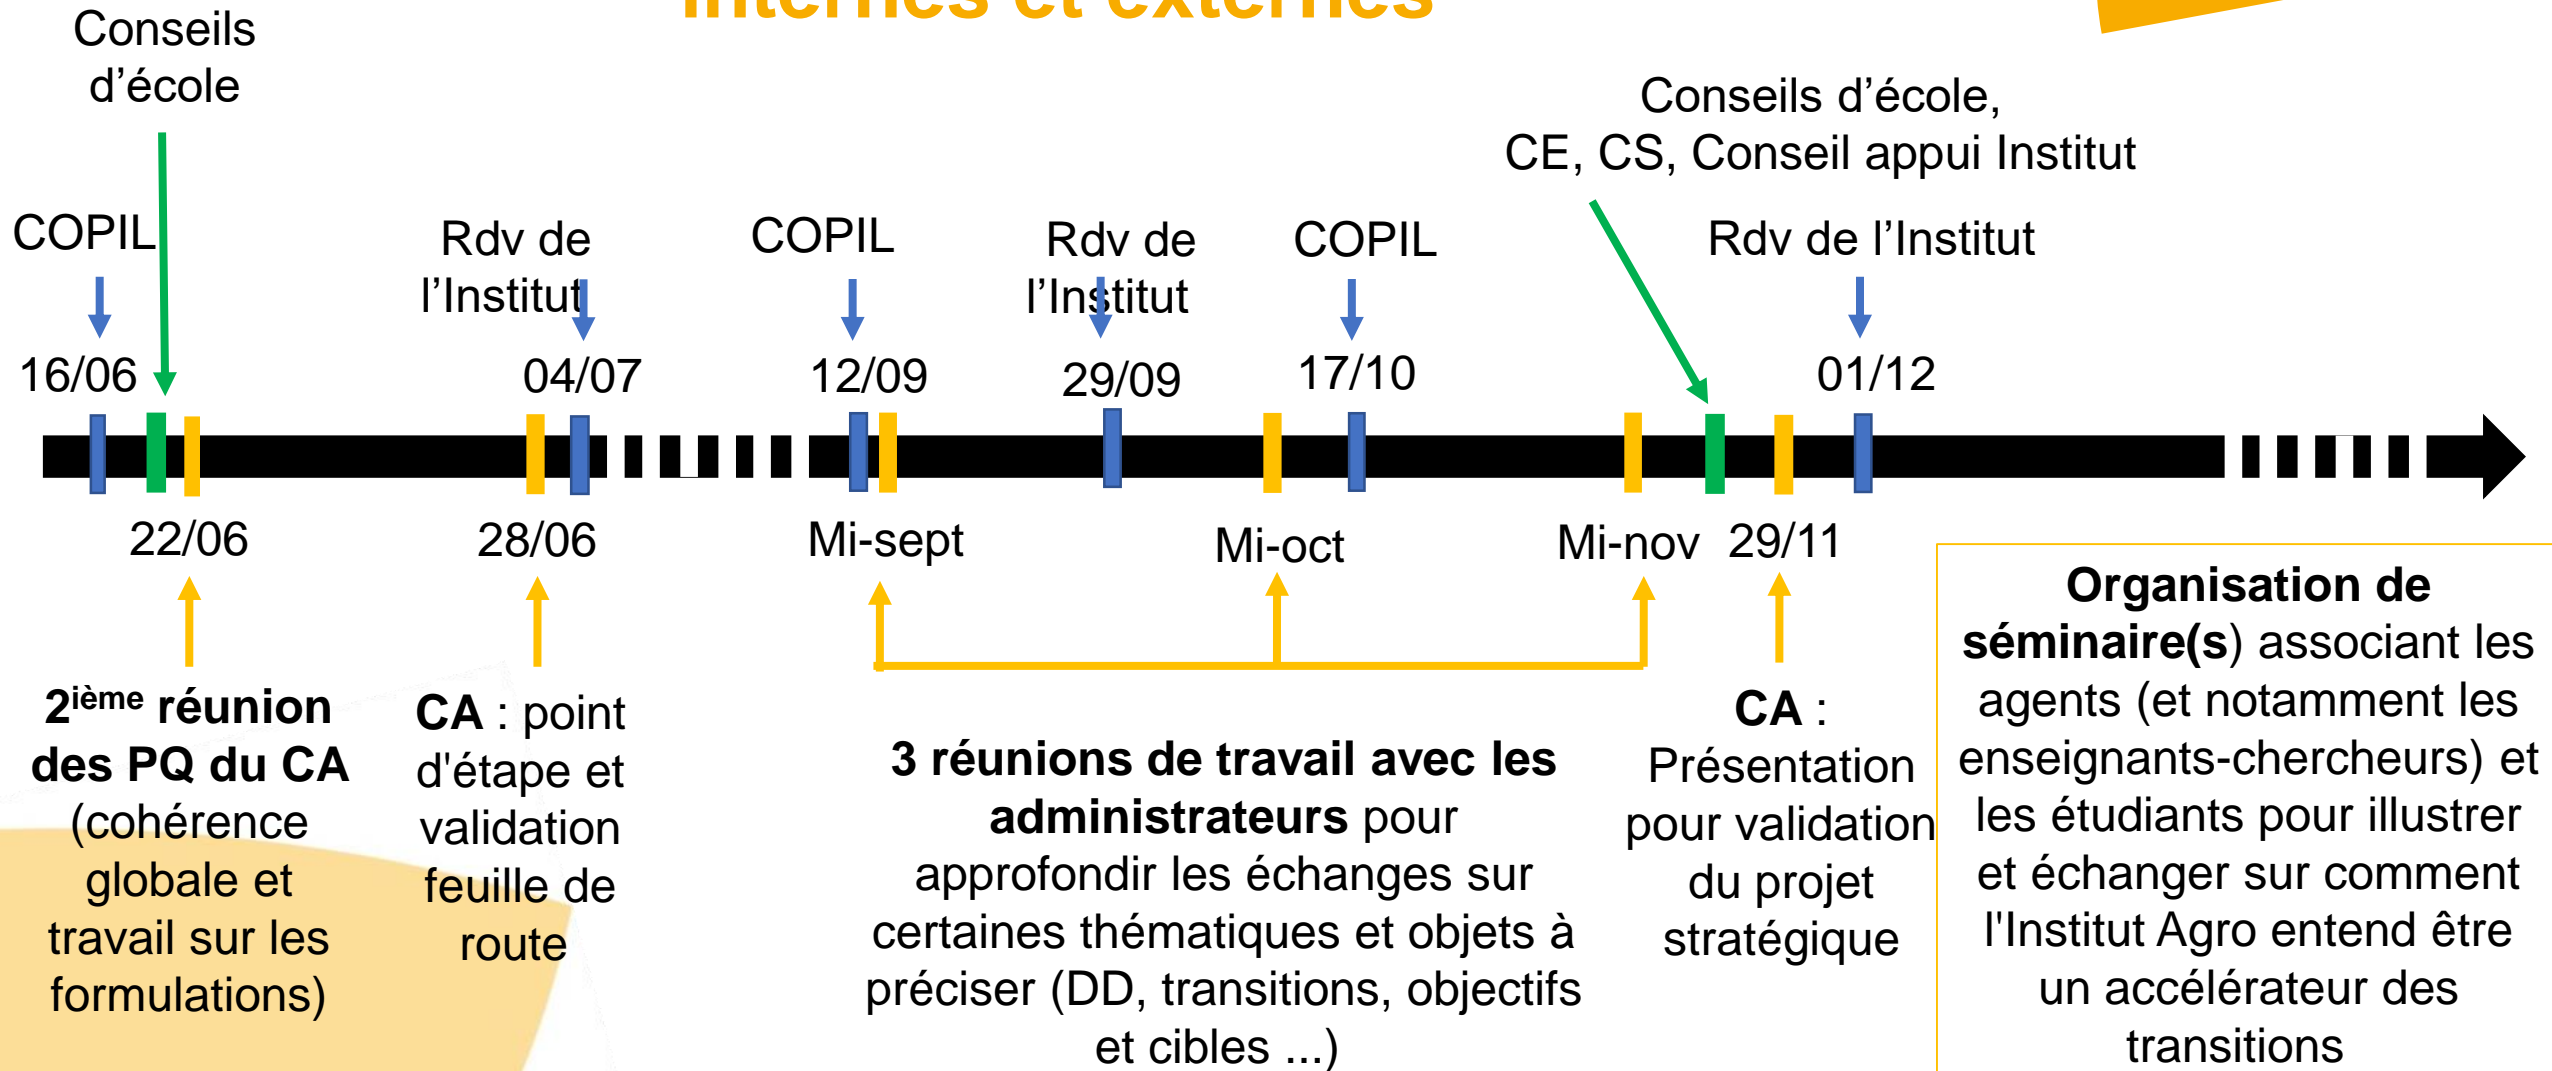 internes et externes
Conseils
d’école
Conseils d’école,
CE, CS, Conseil appui Institut
COPIL
Rdv de
l’Institut
COPIL
Rdv de
l’Institut
COPIL
Rdv de l’Institut
16/06
04/07
12/09
29/09
17/10
01/12
22/06
28/06
Mi-sept
Mi-oct
Mi-nov
29/11
2ième réunion
des PQ du CA
(cohérence
globale et
travail sur les
formulations)
CA : point
d'étape et
validation
feuille de
route
3 réunions de travail avec les
administrateurs pour
approfondir les échanges sur
certaines thématiques et objets à
préciser (DD, transitions, objectifs
et cibles ...)
CA :
Présentation
pour validation
du projet
stratégique
Organisation de
séminaire(s) associant les
agents (et notamment les
enseignants-chercheurs) et
les étudiants pour illustrer
et échanger sur comment
l'Institut Agro entend être
un accélérateur des
transitions